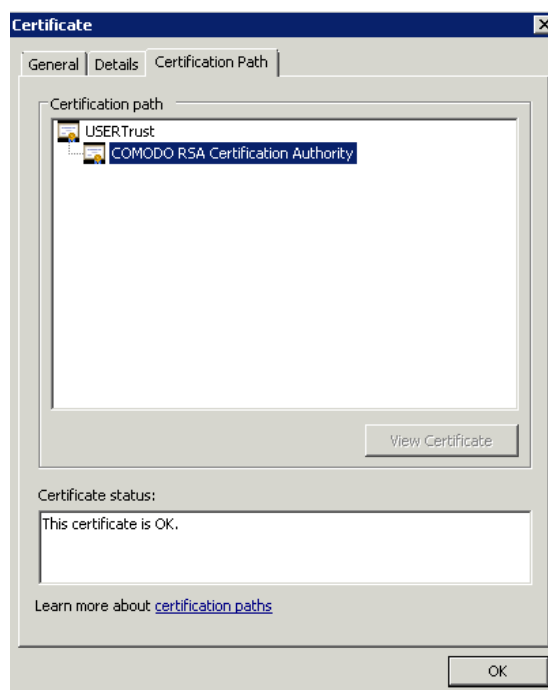 Certificate
General Details Certification Path
Certification path
USERTrust
COMODO RSA Certification Authority
View Certificate
Certificate status:
This certificate is OK.
Learn more about certification paths
OK